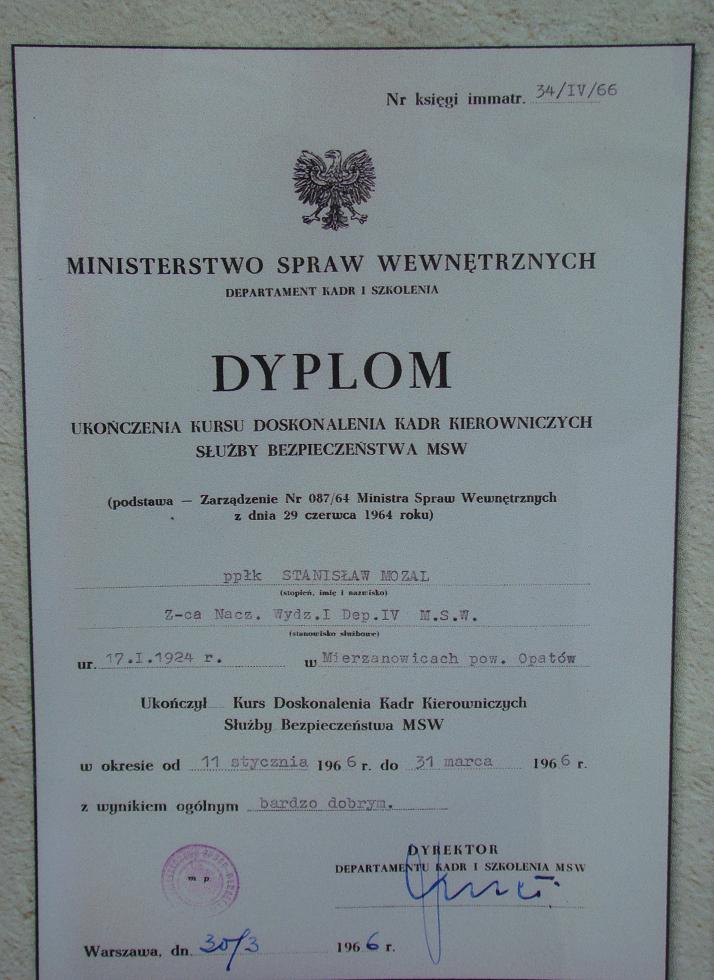 Nr księgi immatr. 34/IV/66
MINISTERSTWO SPRAW WEWNĘTRZNYCH
DEPARTAMENT KADR I SZKOLENIA
DYPLOM
UKOŃCZENIA KURSU DOSKONALENIA KADR KIEROWNICZYCH
SŁUŻBY BEZPIECZEŃSTWA MSW
(podstawa — Zarządzenie Nr 087/64 Ministra Spraw Wewnętrznych
z dnia 29 czerwca 1964 roku)
ppłk STANISŁAW MOZAL
(stopień, imię i nazwisko)
Z-ca Nacz. Wydz.I Dep.IV M.S.W.
(stanowisko służbowe)
ur. 17.I.1924 r. w Mierzanowicach pow. Opatów
Ukończył Kurs Doskonalenia Kadr Kierowniczych
Służby Bezpieczeństwa MSW
w okresie od 11 stycznia 1966 r. do 31 marca 1966 r.
z wynikiem ogólnym bardzo dobrym.
DYREKTOR
DEPARTAMENTU KADR I SZKOLENIA MSW
m p
Warszawa, dn. 30/3 1966 r.